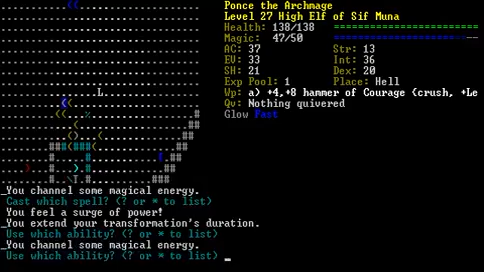 Ponce the Archmage
Level 27 High Elf of Sif Muna
Health: 138/138
Magic: 47/50
AC: 37 Str: 13
EV: 33 Int: 36
SH: 21 Dex: 20
Exp Pool: 1 Place: Hell
Wp: a) +4,+8 hammer of Courage {crush, +Le
Qv: Nothing quivered
Glow Fast
_You channel some magical energy.
Cast which spell? (? or * to list)
You feel a surge of power!
_You extend your transformation's duration.
Use which ability? (? or * to list)
_You channel some magical energy.
Use which ability? (? or * to list) _